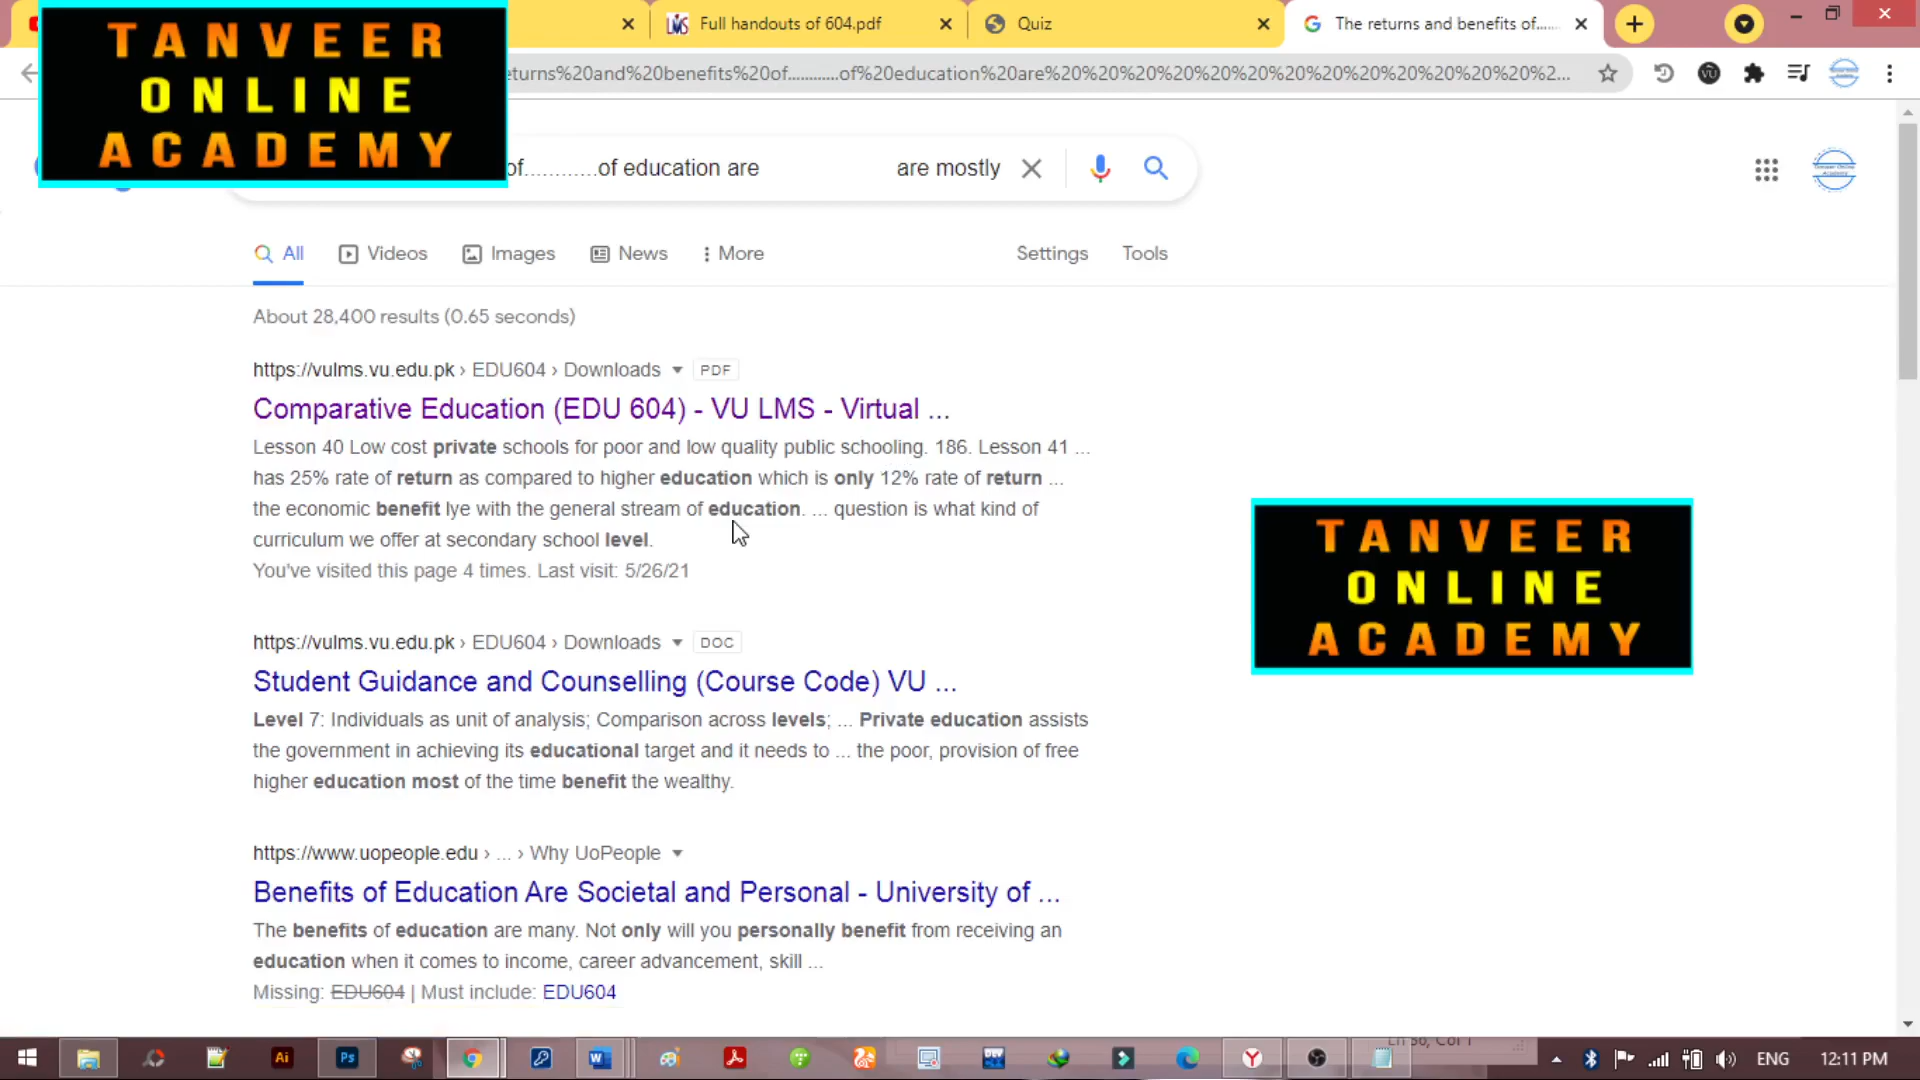 TANVEER
ONLINE
ACADEMY
Full handouts of 604.pdf
Quiz
The returns and benefits of......
eturns%20and%20benefits%20of............of%20education%20are%20%20%20%20%20%20%20%20%20%20%20%20%2...
of............of education are are mostly
All
Videos
Images
News
More
Settings
Tools
About 28,400 results (0.65 seconds)
https://vulms.vu.edu.pk › EDU604 › Downloads
PDF
Comparative Education (EDU 604) - VU LMS - Virtual ...
Lesson 40 Low cost private schools for poor and low quality public schooling. 186. Lesson 41 ...
has 25% rate of return as compared to higher education which is only 12% rate of return ...
the economic benefit lye with the general stream of education. ... question is what kind of
curriculum we offer at secondary school level.
You've visited this page 4 times. Last visit: 5/26/21
TANVEER
ONLINE
ACADEMY
https://vulms.vu.edu.pk › EDU604 › Downloads
DOC
Student Guidance and Counselling (Course Code) VU ...
Level 7: Individuals as unit of analysis; Comparison across levels; ... Private education assists
the government in achieving its educational target and it needs to ... the poor, provision of free
higher education most of the time benefit the wealthy.
https://www.uopeople.edu › ... › Why UoPeople
Benefits of Education Are Societal and Personal - University of ...
The benefits of education are many. Not only will you personally benefit from receiving an
education when it comes to income, career advancement, skill ...
Missing: EDU604 | Must include: EDU604
Ai
Ps
ENG
12:11 PM